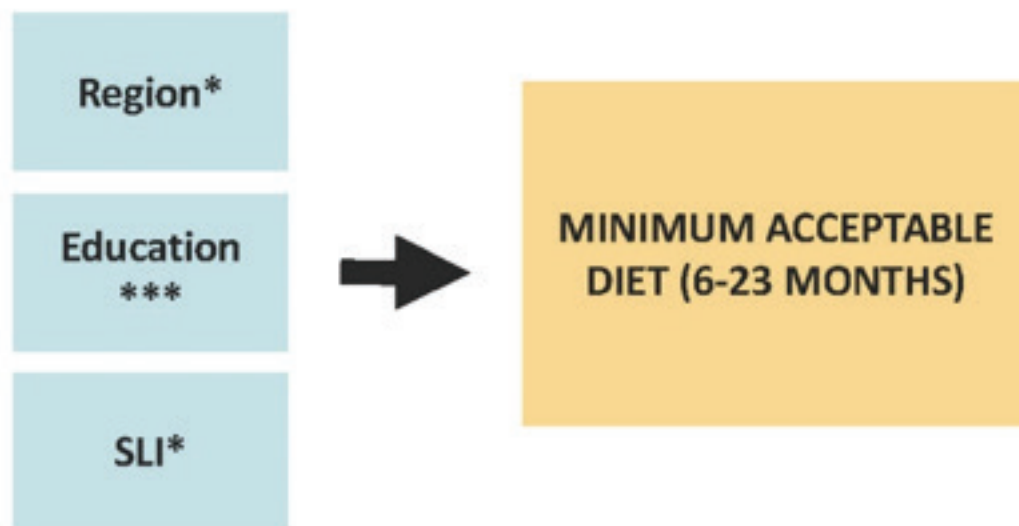 Region*
Education
***
SLI*
MINIMUM ACCEPTABLE
DIET (6-23 MONTHS)